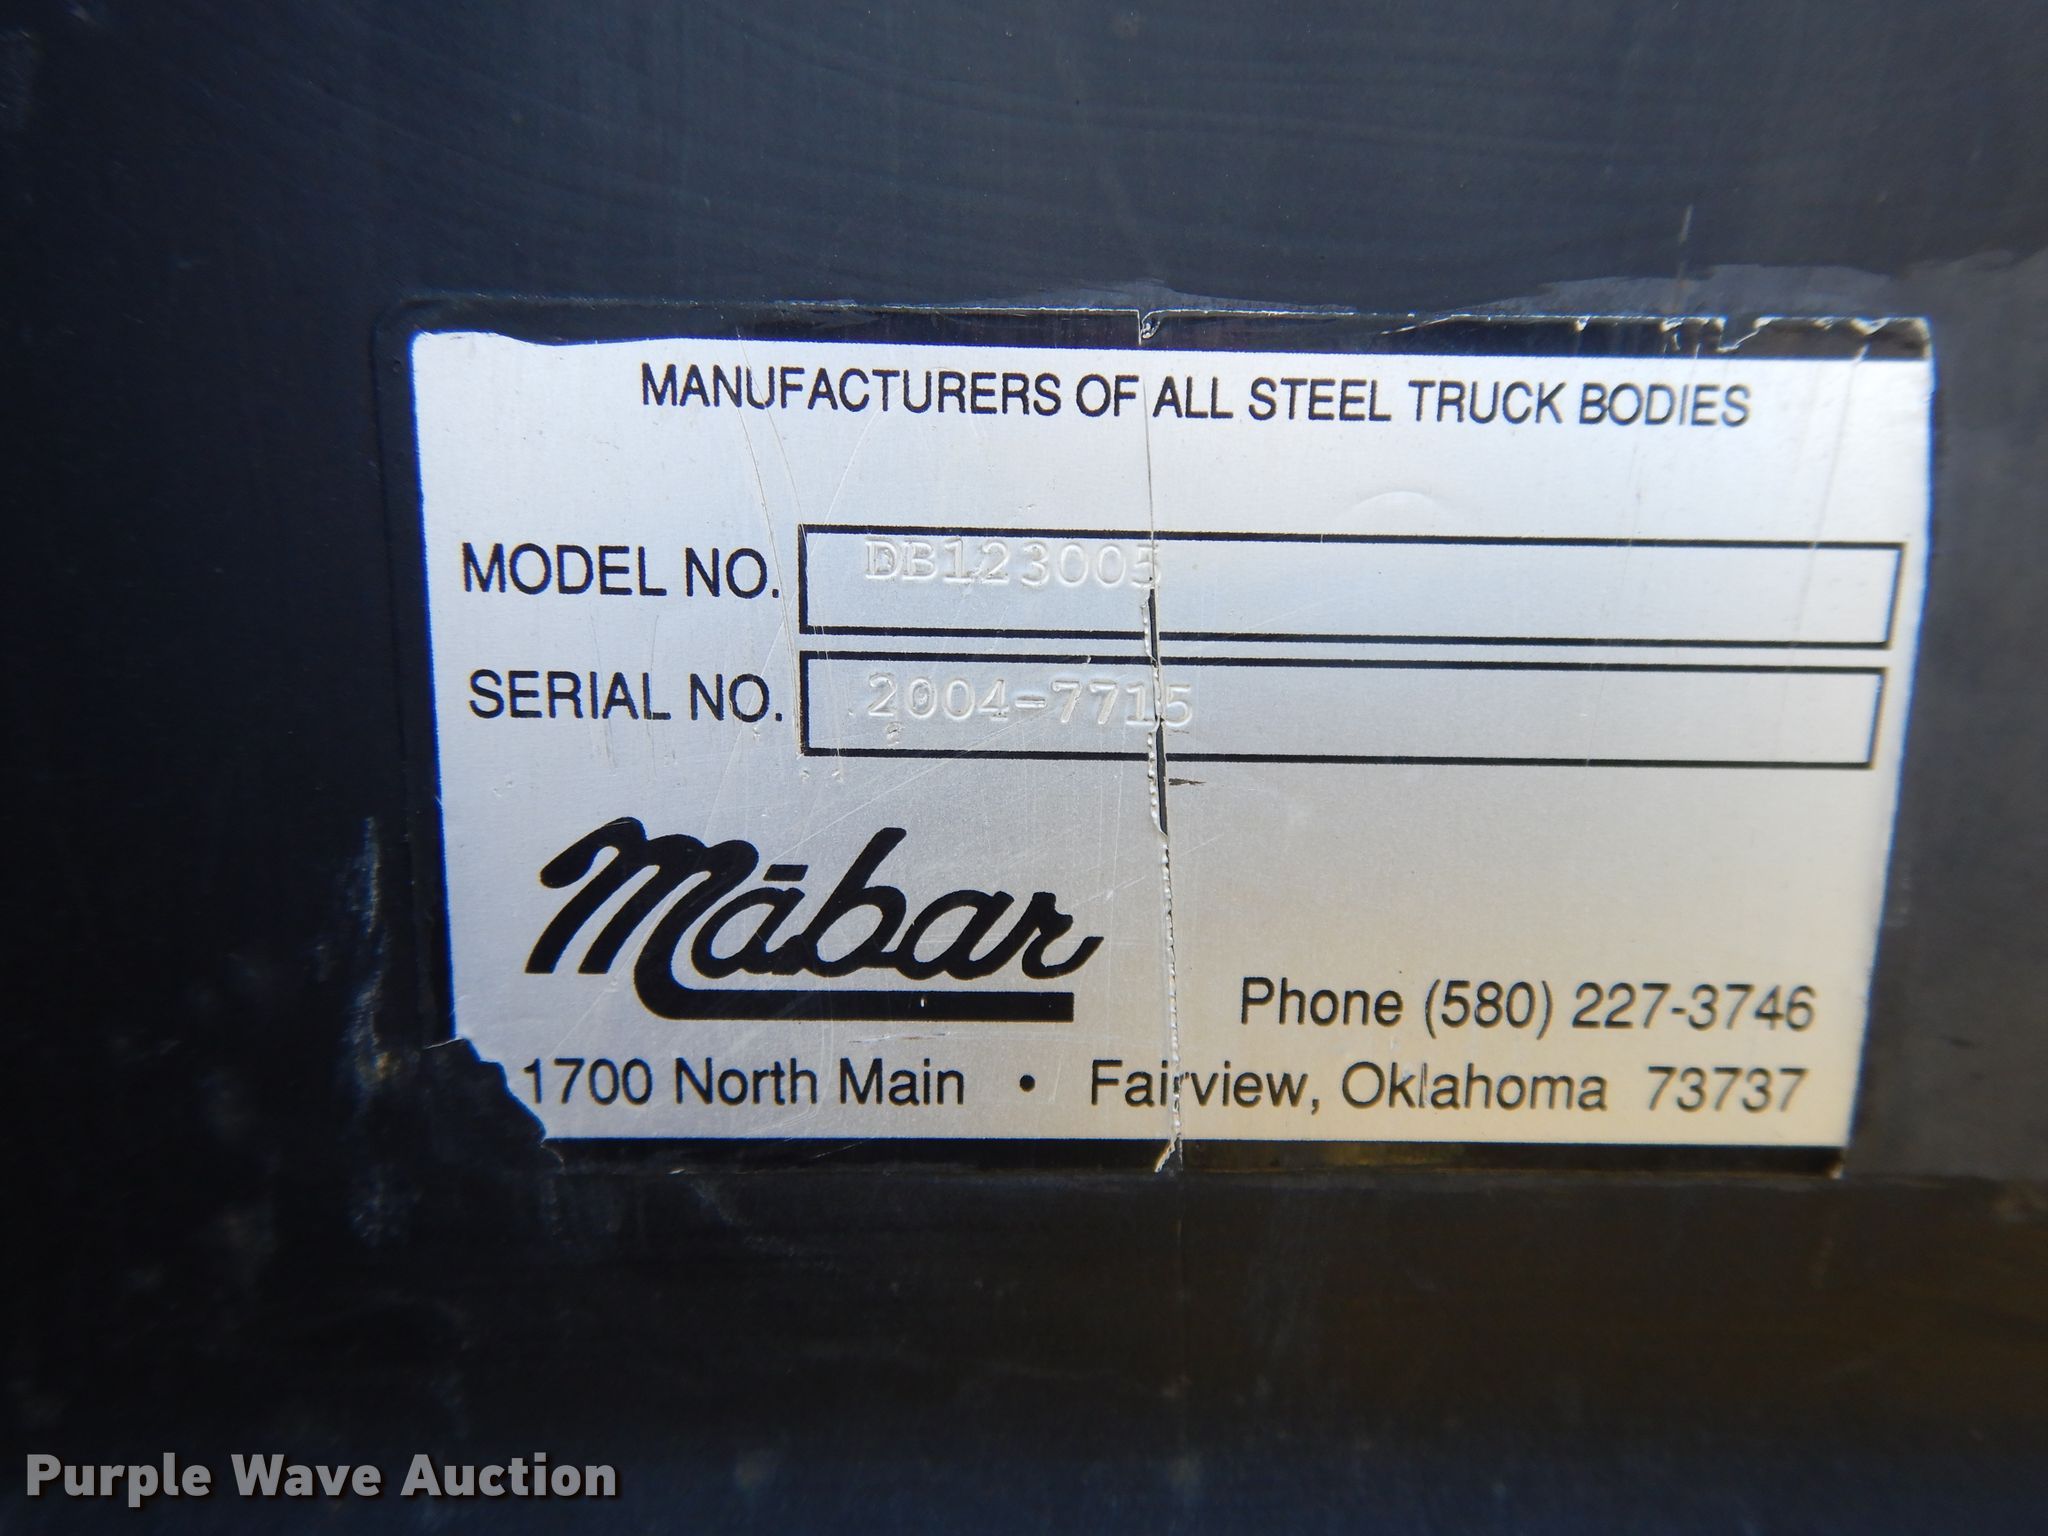 MANUFACTURERS OF ALL STEEL TRUCK BODIES
MODEL NO. DB123005
SERIAL NO. 2004-7715
Mābar
Phone (580) 227-3746
1700 North Main • Fairview, Oklahoma 73737
Purple Wave Auction